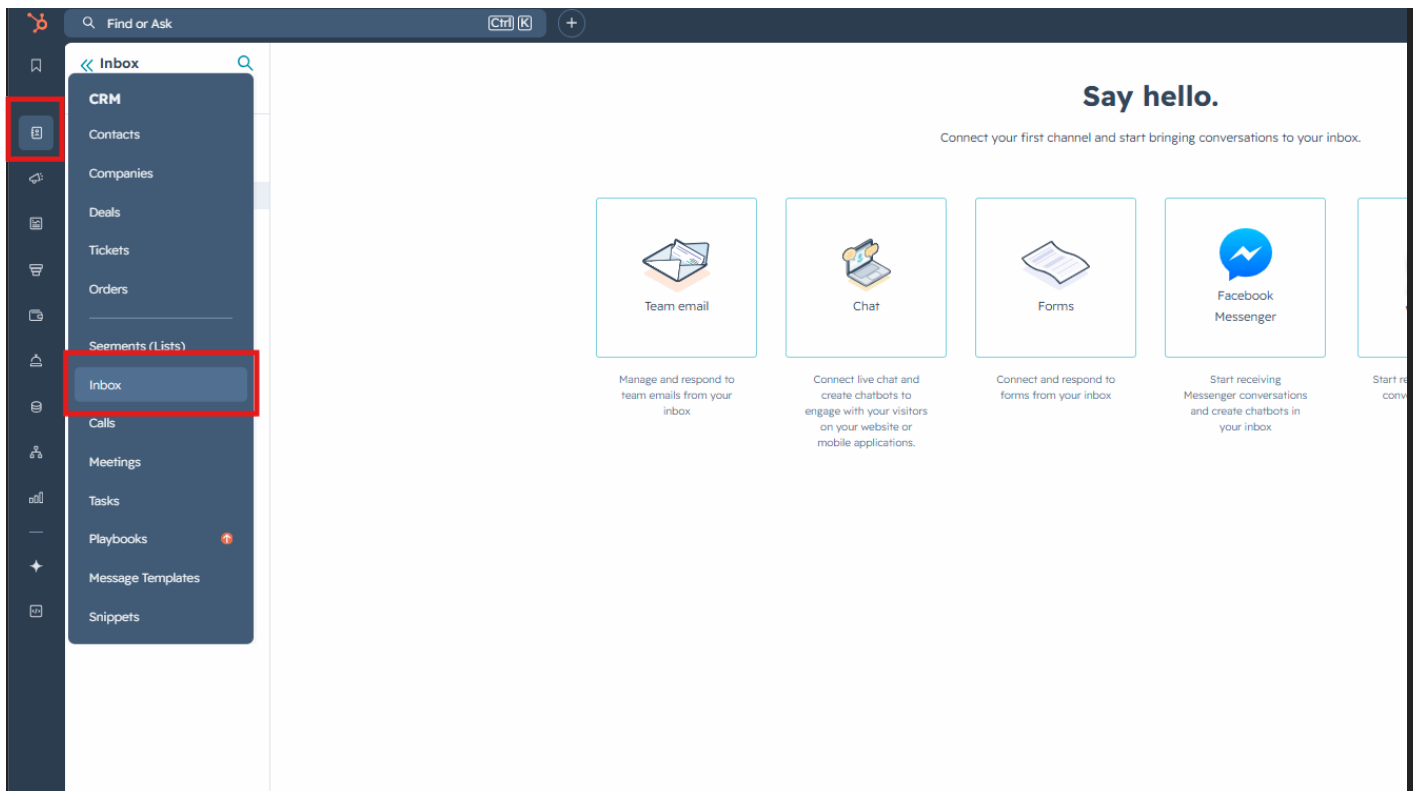 Find or Ask
Ctrl K
+
Inbox
CRM
Contacts
Companies
Deals
Tickets
Orders
Segments (Lists)
Inbox
Calls
Meetings
Tasks
Playbooks
Message Templates
Snippets
Say hello.
Connect your first channel and start bringing conversations to your inbox.
Team email
Manage and respond to
team emails from your
inbox
Chat
Connect live chat and
create chatbots to
engage with your visitors
on your website or
mobile applications.
Forms
Connect and respond to
forms from your inbox
Facebook
Messenger
Start receiving
Messenger conversations
and create chatbots in
your inbox
Start